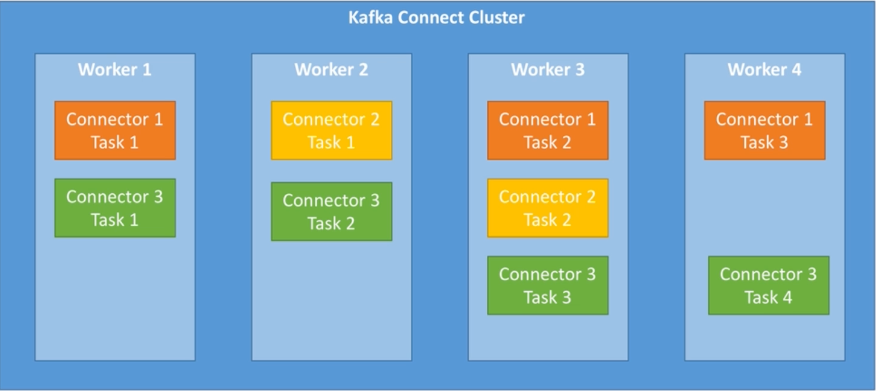 Kafka Connect Cluster
Worker 1
Connector 1
Task 1
Connector 3
Task 1
Worker 2
Connector 2
Task 1
Connector 3
Task 2
Worker 3
Connector 1
Task 2
Connector 2
Task 2
Connector 3
Task 3
Worker 4
Connector 1
Task 3
Connector 3
Task 4